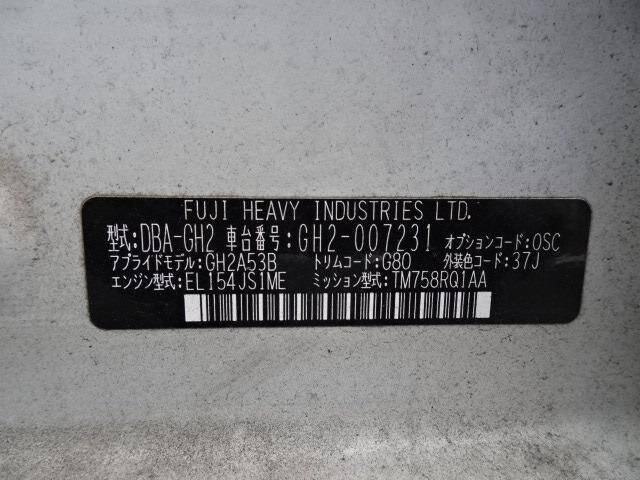 FUJI HEAVY INDUSTRIES LTD.
型式:DBA-GH2 車台番号:GH2-007231 オプションコード:OSC
アプライドモデル:GH2A53B トリムコード:G80 外装色コード:37J
エンジン型式:EL154JS1ME ミッション型式:TM758RQ1AA